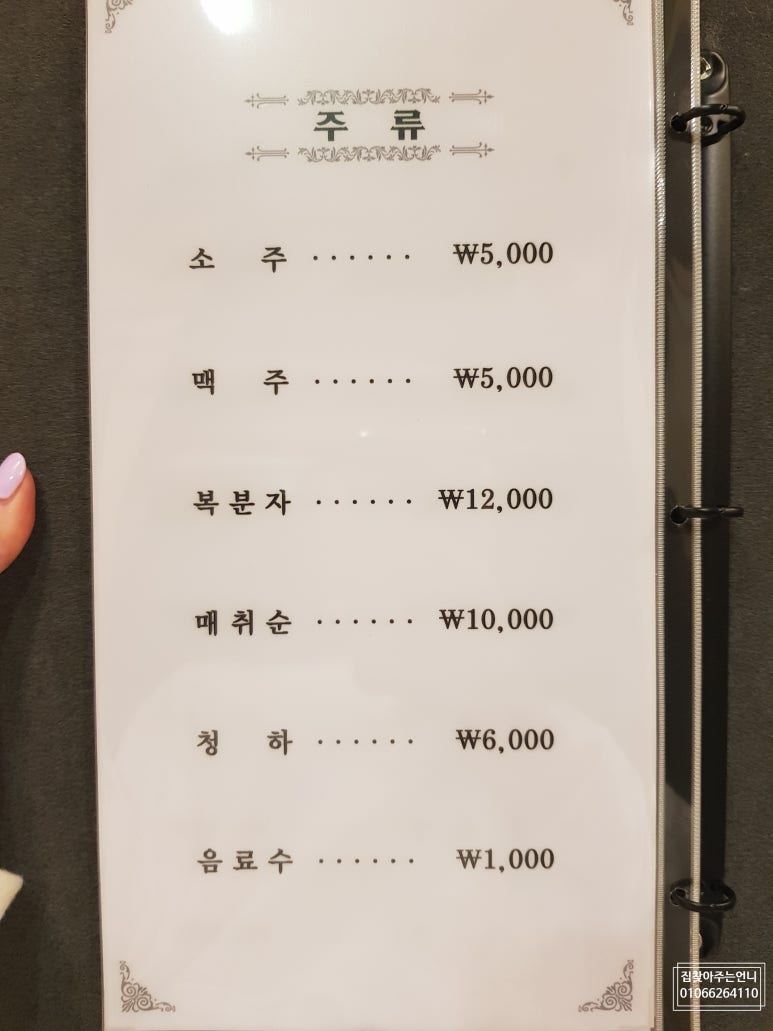 주 류
소 주 ······ ₩5,000
맥 주 ······ ₩5,000
복분자 ······ ₩12,000
매취순 ······ ₩10,000
청 하 ······ ₩6,000
음료수 ······ ₩1,000
집찾아주는언니
01066264110